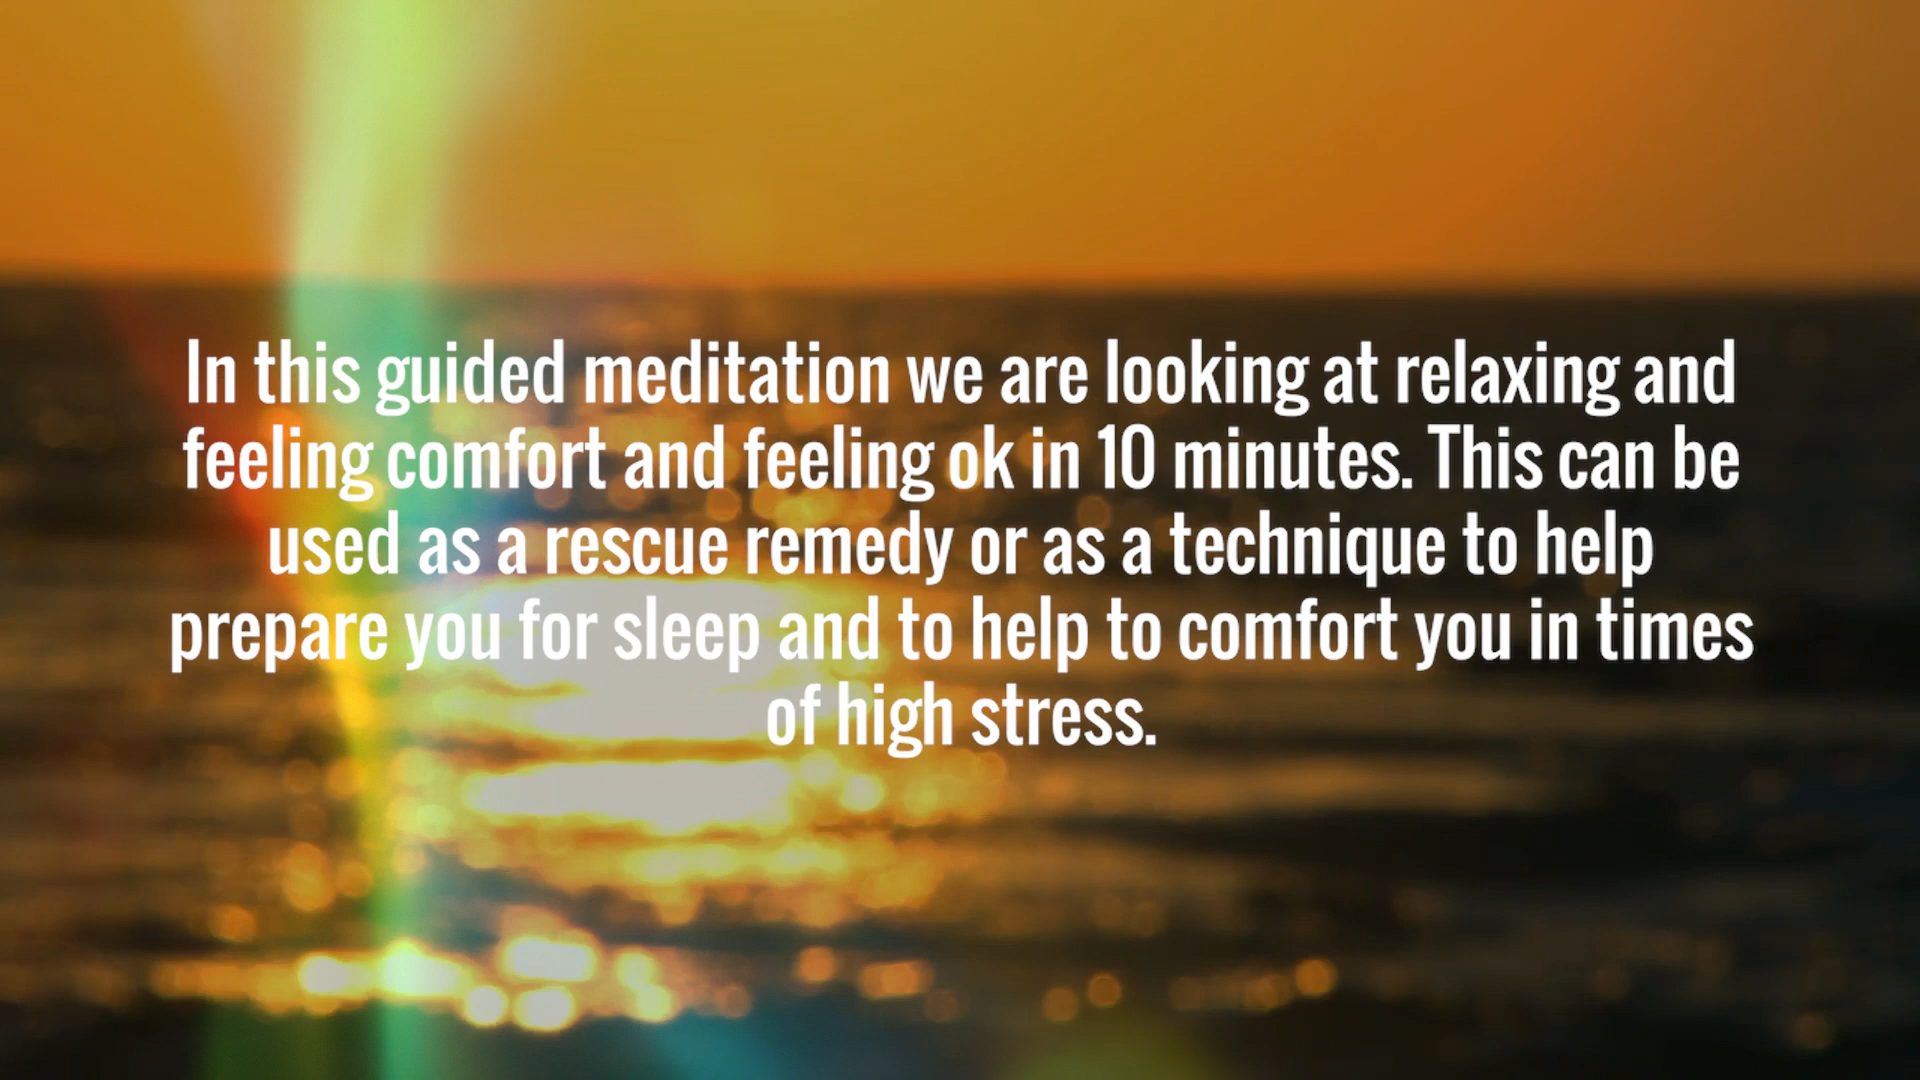 In this guided meditation we are looking at relaxing and
feeling comfort and feeling ok in 10 minutes. This can be
used as a rescue remedy or as a technique to help
prepare you for sleep and to help to comfort you in times
of high stress.